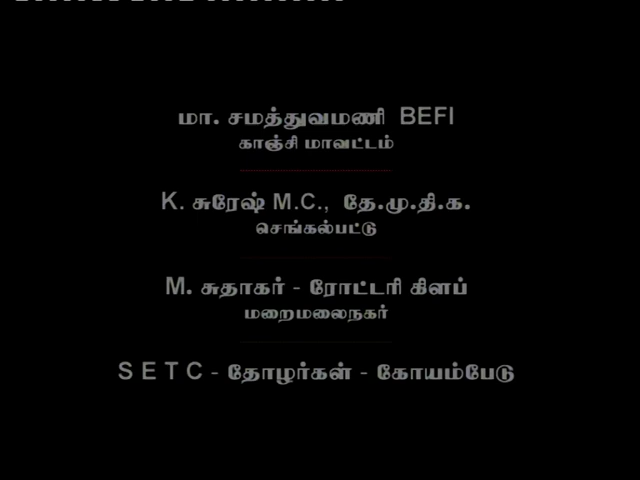 மா. சமத்துவமணி BEFI
காஞ்சி மாவட்டம்
K. சுரேஷ் M.C., தே.மு.தி.க.
செங்கல்பட்டு
M. சுதாகர் - ரோட்டரி கிளப்
மறைமலைநகர்
S E T C - தோழர்கள் - கோயம்பேடு